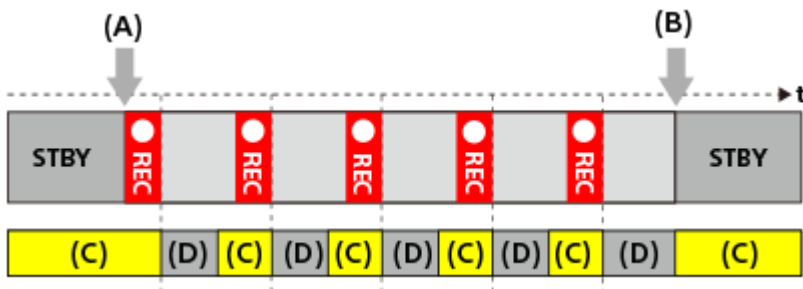 (A) (B)
t
STBY REC REC REC REC REC STBY
(C) (D) (C) (D) (C) (D) (C) (D) (C) (D) (C)